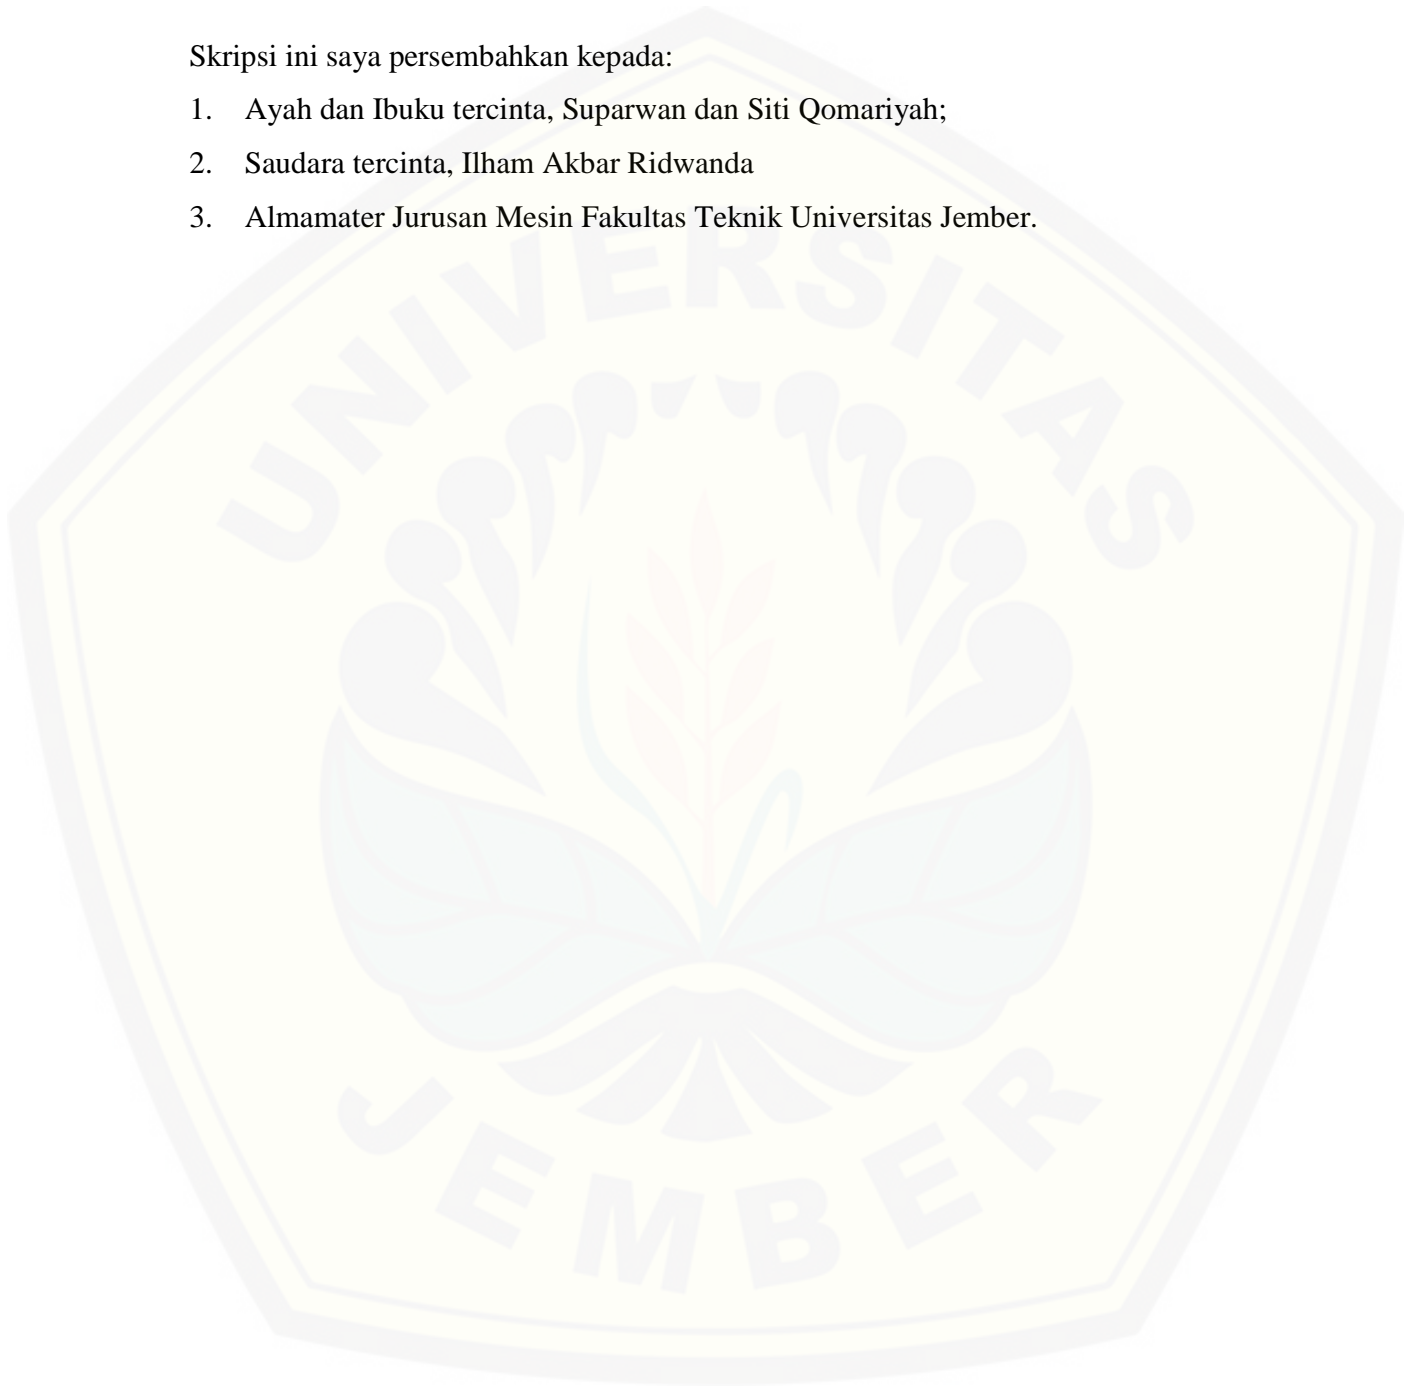 Skripsi ini saya persembahkan kepada:
1. Ayah dan Ibuku tercinta, Suparwan dan Siti Qomariyah;
2. Saudara tercinta, Ilham Akbar Ridwanda
3. Almamater Jurusan Mesin Fakultas Teknik Universitas Jember.
UNIVERSITAS
JEMBER